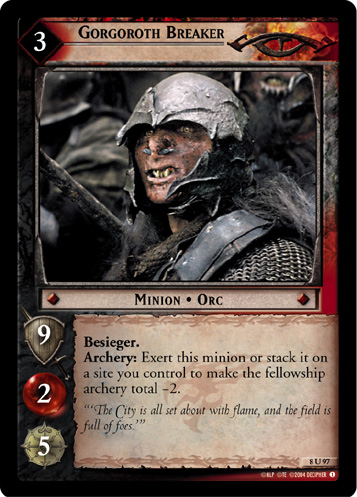 3
Gorgoroth Breaker
Minion • Orc
9
2
5
Besieger.
Archery: Exert this minion or stack it on
a site you control to make the fellowship
archery total –2.
“‘The City is all set about with flame, and the field
is full of foes.’”
8 U 97
©NLP ™TE ©2004 DECIPHER